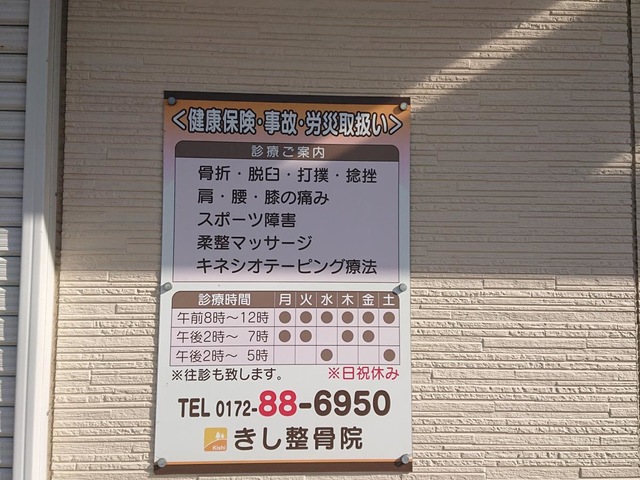 <健康保険・事故・労災取扱い>
診療ご案内
骨折・脱臼・打撲・捻挫
肩・腰・膝の痛み
スポーツ障害
柔整マッサージ
キネシオテーピング療法
診療時間 月 火 水 木 金 土
午前8時〜12時 ● ● ● ● ● ●
午後2時〜 7時 ● ● ● ●
午後2時〜 5時 ● ●
※往診も致します。 ※日祝休み
TEL 0172-88-6950
Kishi きし整骨院